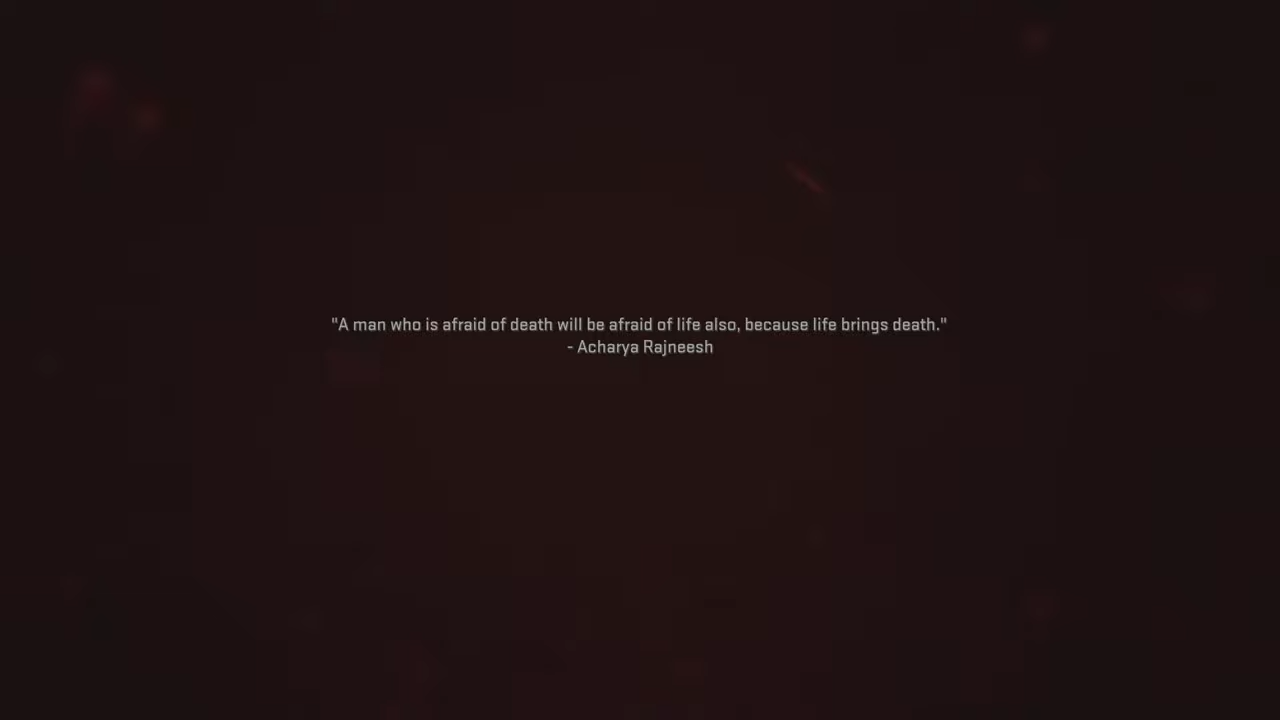 "A man who is afraid of death will be afraid of life also, because life brings death."
- Acharya Rajneesh